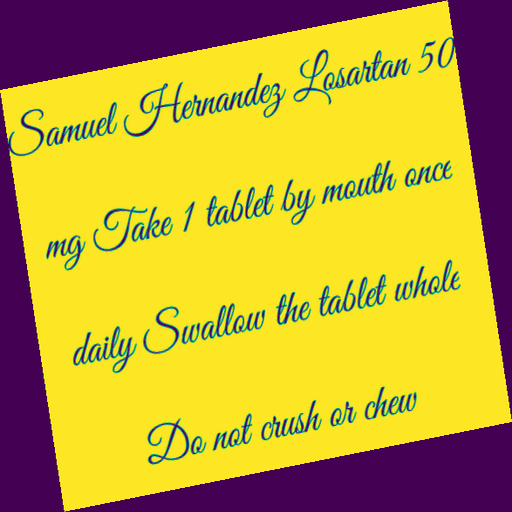 Samuel Hernandez Losartan 50
mg Take 1 tablet by mouth once
daily Swallow the tablet whole
Do not crush or chew